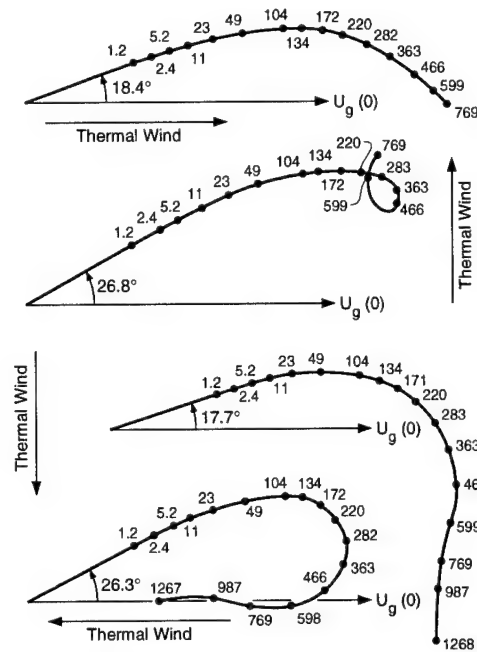 104 172
23 49 220
5.2 134 282
1.2 11 363
2.4 466
18.4° 599
U_g (0) 769
Thermal Wind
220 769
104 134 283
49 172 363
23 599 466
11
5.2
2.4
1.2
26.8°
U_g (0)
Thermal Wind
Thermal Wind
23 49 104 134
5.2 171
1.2 11 220
2.4 283
17.7° 363
U_g (0)
46
599
769
987
1268
104 134
23 172
5.2 49 220
1.2 11 282
2.4 363
26.3° 466
1267 987 U_g (0)
769 598
Thermal Wind